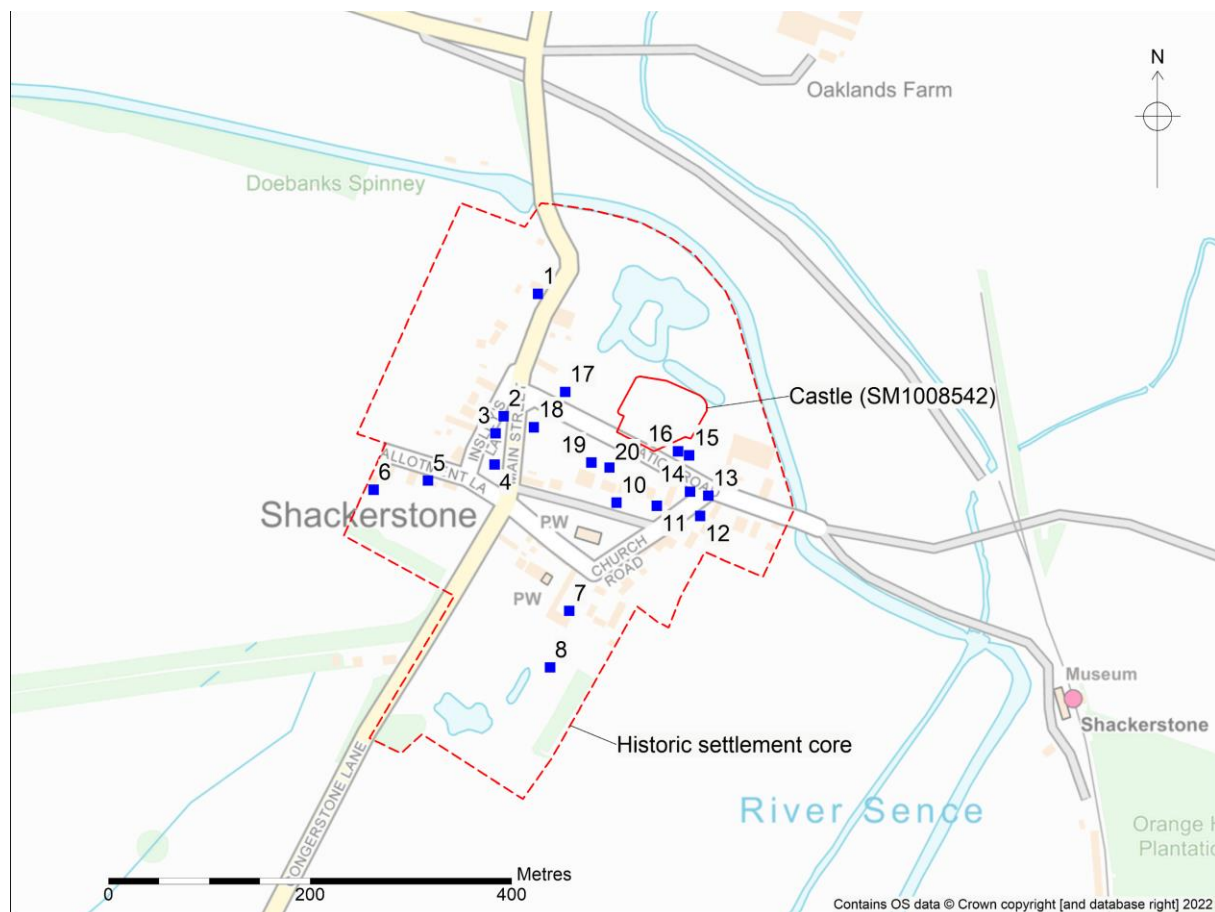 N
Oaklands Farm
Doebanks Spinney
1
17
Castle (SM1008542)
2
3
18
INSLEY'S
LA
MAIN STREET
19
20
16
15
ALLOTMENT LA
5
6
4
14
13
10
11
12
Shackerstone
PW
CHURCH
ROAD
PW
7
8
Museum
Shackerstone
Historic settlement core
River Sence
CONGERSTONE LANE
Metres
0
200
400
Contains OS data © Crown copyright [and database right] 2022